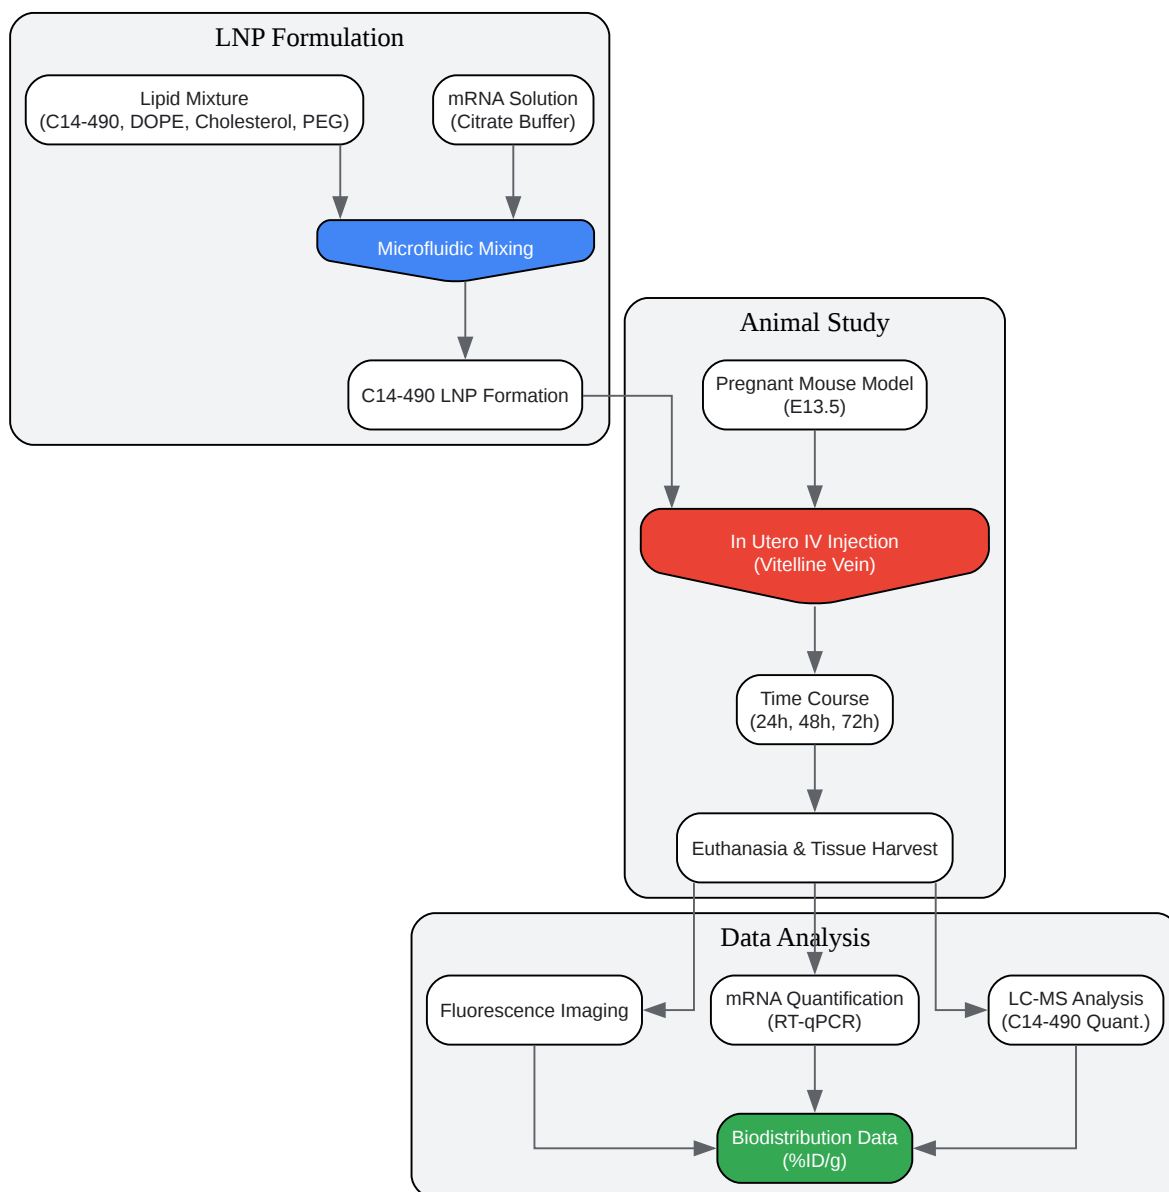 LNP Formulation
Lipid Mixture
(C14-490, DOPE, Cholesterol, PEG)
mRNA Solution
(Citrate Buffer)
Microfluidic Mixing
C14-490 LNP Formation
Animal Study
Pregnant Mouse Model
(E13.5)
In Utero IV Injection
(Vitelline Vein)
Time Course
(24h, 48h, 72h)
Euthanasia & Tissue Harvest
Data Analysis
Fluorescence Imaging
mRNA Quantification
(RT-qPCR)
LC-MS Analysis
(C14-490 Quant.)
Biodistribution Data
(%ID/g)